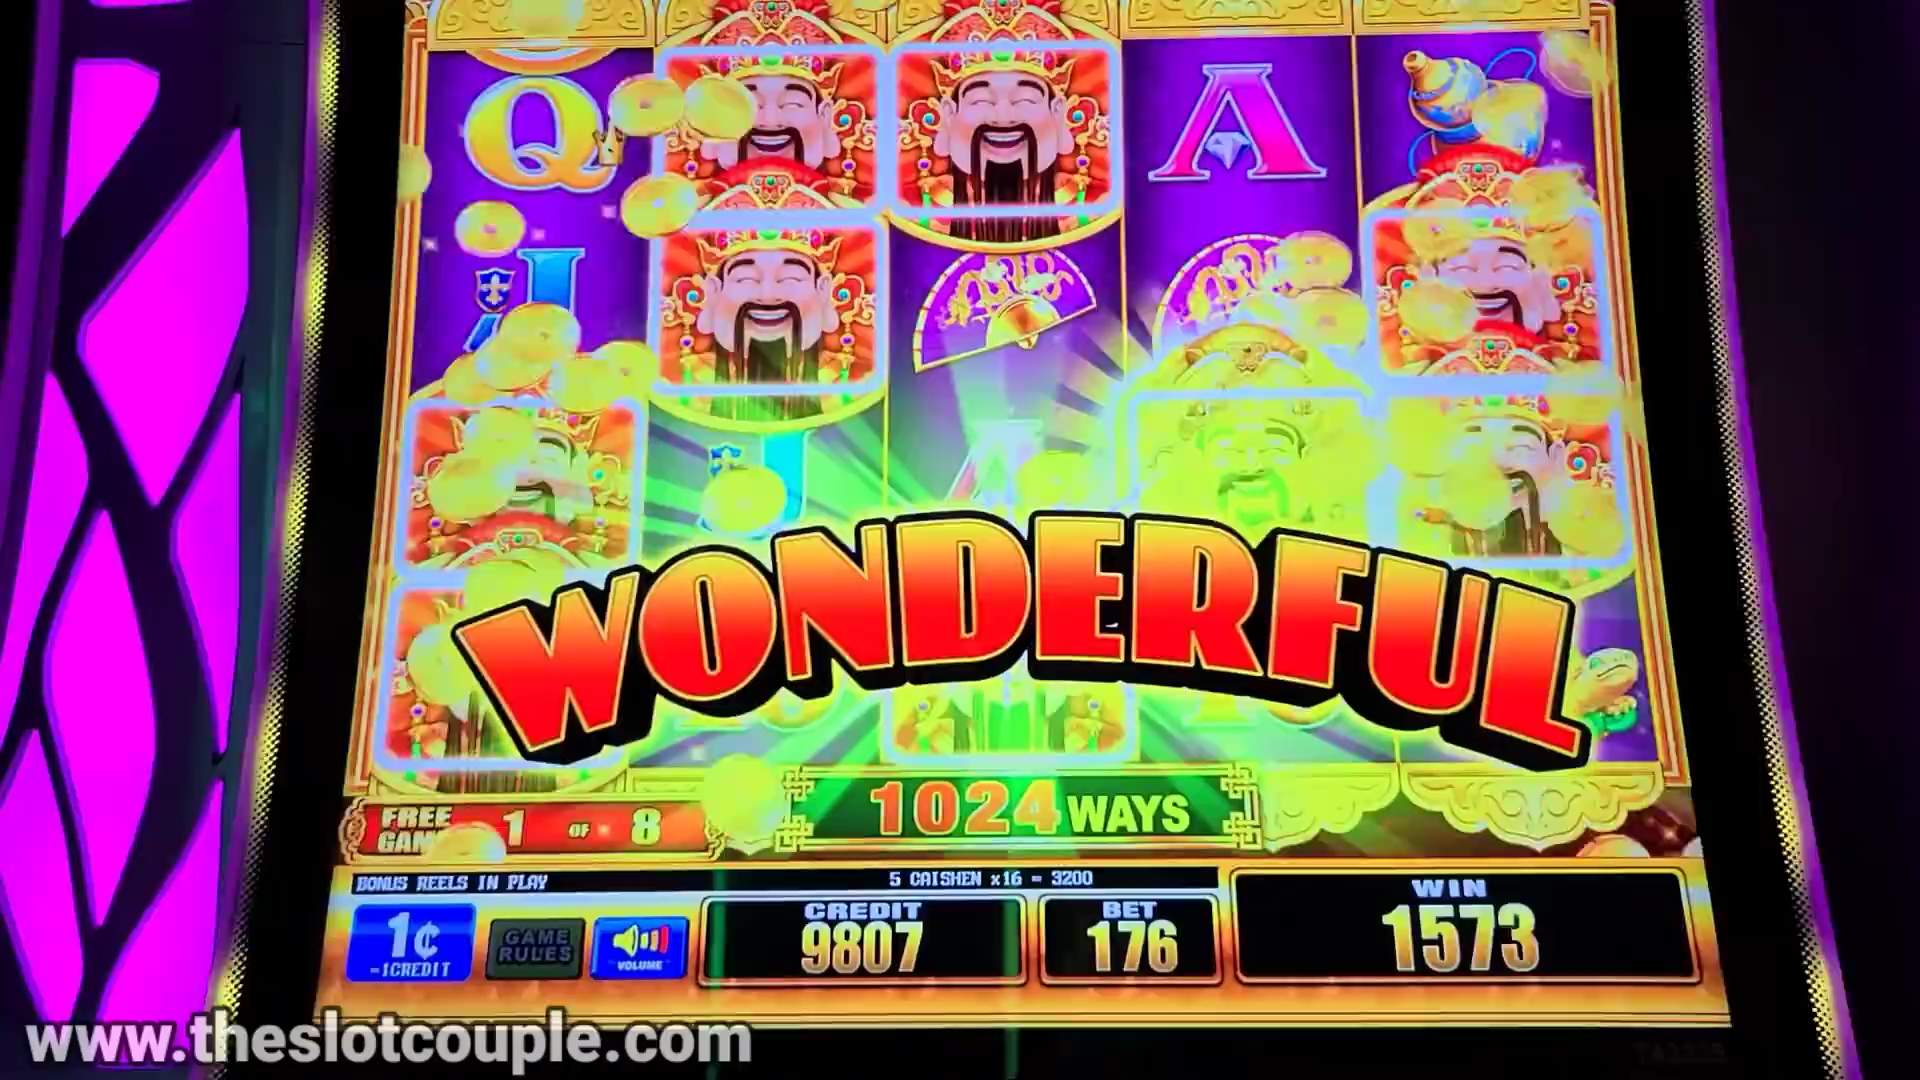 Q
A
J
J
WONDERFUL
1024 WAYS
FREE GAME 1 OF 8
BONUS REELS IN PLAY
5 CAISHEN x16 = 3200
1¢
=1CREDIT
GAME RULES
VOLUME
CREDIT
9807
BET
176
WIN
1573
www.theslotcouple.com